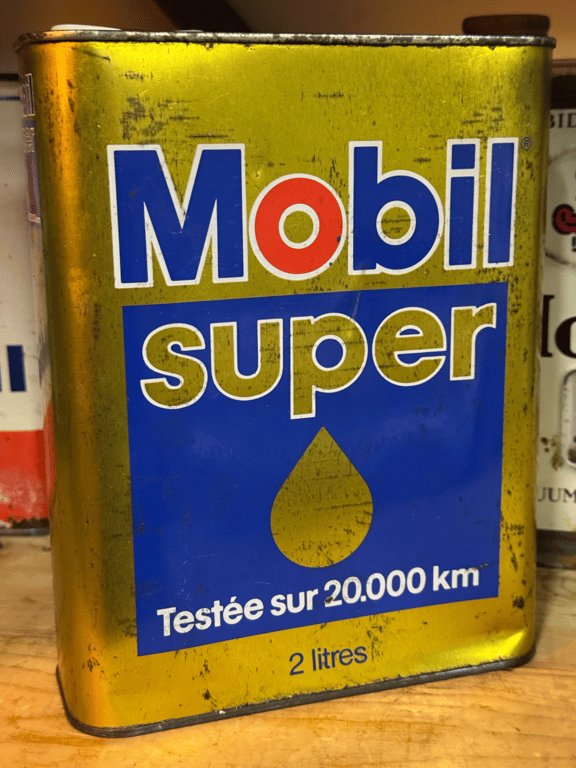 Mobil®
super
Testée sur 20.000 km
2 litres